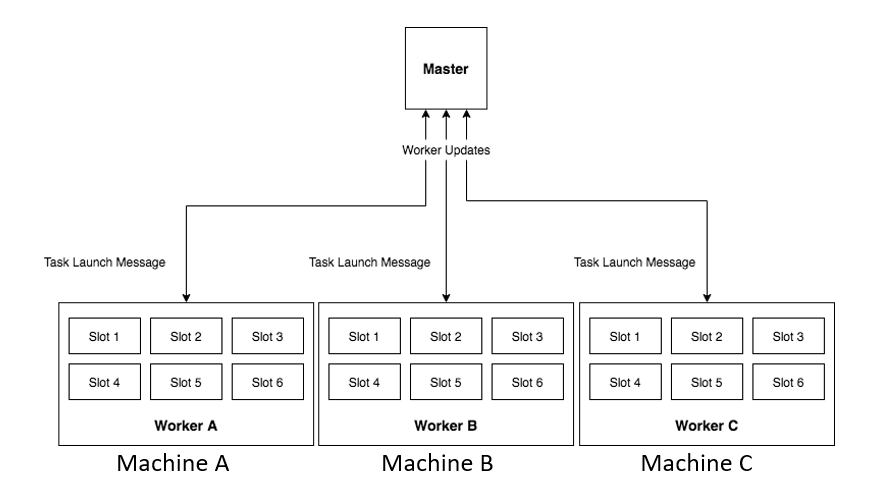 Master
Worker Updates
Task Launch Message Task Launch Message Task Launch Message
Slot 1 Slot 2 Slot 3 Slot 1 Slot 2 Slot 3 Slot 1 Slot 2 Slot 3
Slot 4 Slot 5 Slot 6 Slot 4 Slot 5 Slot 6 Slot 4 Slot 5 Slot 6
Worker A Worker B Worker C
Machine A Machine B Machine C